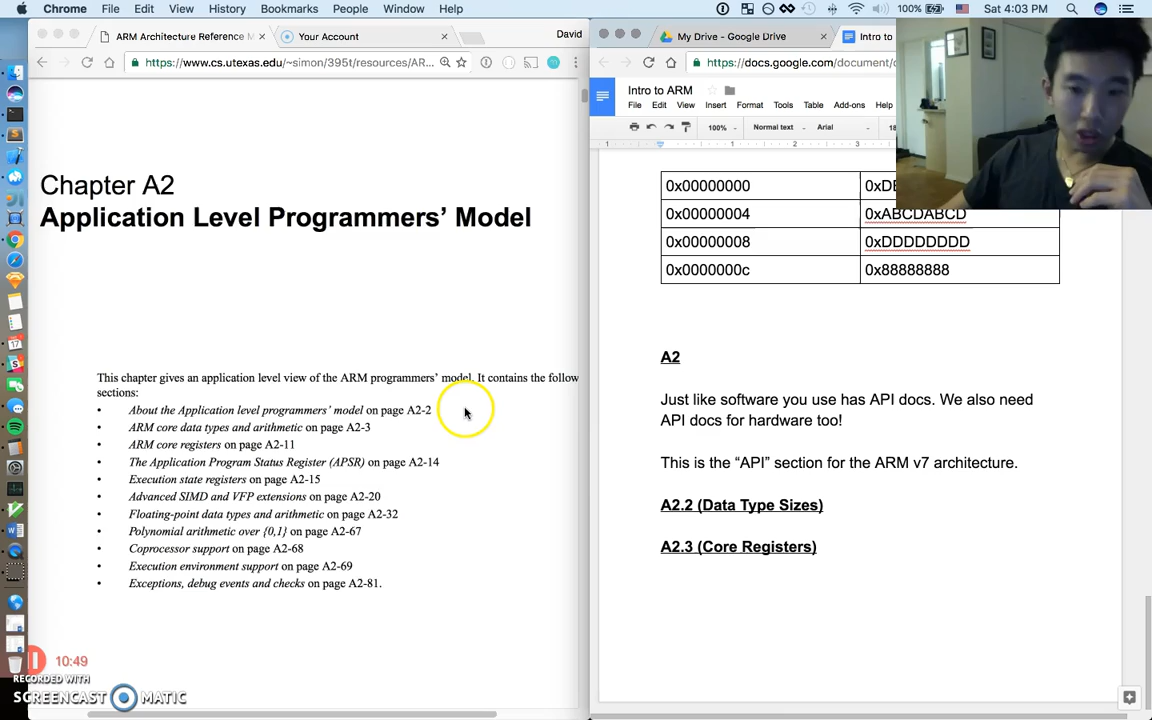 Chrome File Edit View History Bookmarks People Window Help 100% Sat 4:03 PM
ARM Architecture Reference M Your Account David
https://www.cs.utexas.edu/~simon/395t/resources/AR...
Chapter A2
Application Level Programmers' Model
This chapter gives an application level view of the ARM programmers' model. It contains the follow
sections:
• About the Application level programmers' model on page A2-2
• ARM core data types and arithmetic on page A2-3
• ARM core registers on page A2-11
• The Application Program Status Register (APSR) on page A2-14
• Execution state registers on page A2-15
• Advanced SIMD and VFP extensions on page A2-20
• Floating-point data types and arithmetic on page A2-32
• Polynomial arithmetic over {0,1} on page A2-67
• Coprocessor support on page A2-68
• Execution environment support on page A2-69
• Exceptions, debug events and checks on page A2-81.
10:49
RECORDED WITH
SCREENCAST MATIC
My Drive - Google Drive Intro to
https://docs.google.com/document/
Intro to ARM
File Edit View Insert Format Tools Table Add-ons Help
100% Normal text Arial 18
1 1 2 3
0x00000000 0xDE
0x00000004 0xABCDABCD
0x00000008 0xDDDDDDDD
0x0000000c 0x88888888
A2
Just like software you use has API docs. We also need
API docs for hardware too!
This is the “API” section for the ARM v7 architecture.
A2.2 (Data Type Sizes)
A2.3 (Core Registers)